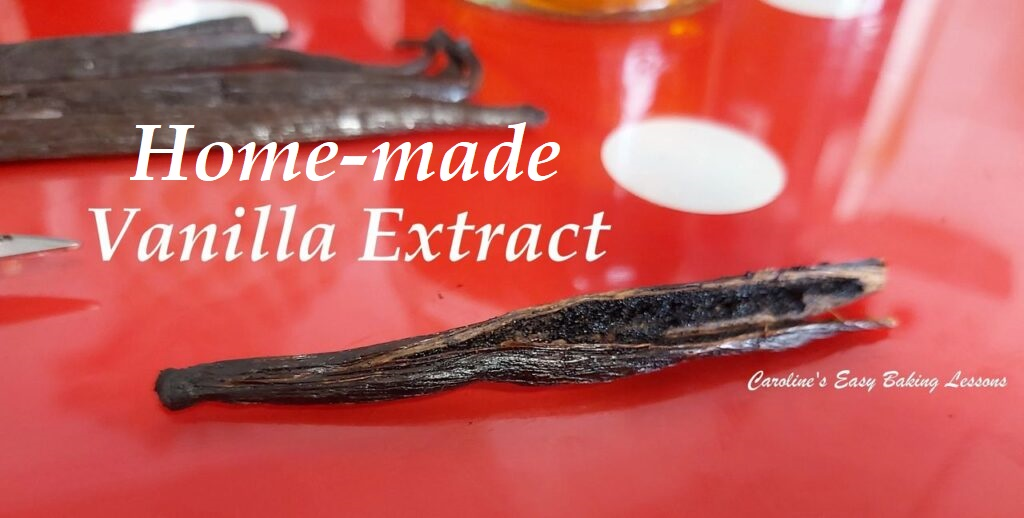 Home-made
Vanilla Extract
Caroline's Easy Baking Lessons